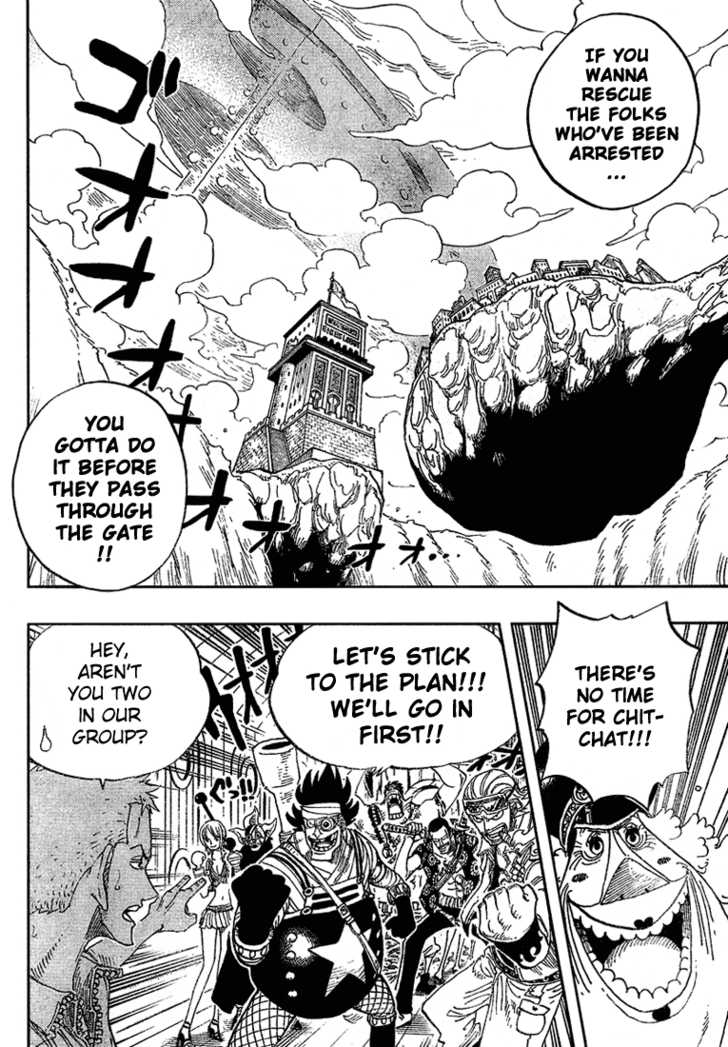 IF YOU
WANNA
RESCUE
THE FOLKS
WHO'VE BEEN
ARRESTED
...
ゴオオオオオオオオ...
YOU
GOTTA DO
IT BEFORE
THEY PASS
THROUGH
THE GATE
!!
THERE'S
NO TIME
FOR CHIT-
CHAT!!!
LET'S STICK
TO THE PLAN!!!
WE'LL GO IN
FIRST!!
ぐっ!!
HEY,
AREN'T
YOU TWO
IN OUR
GROUP?